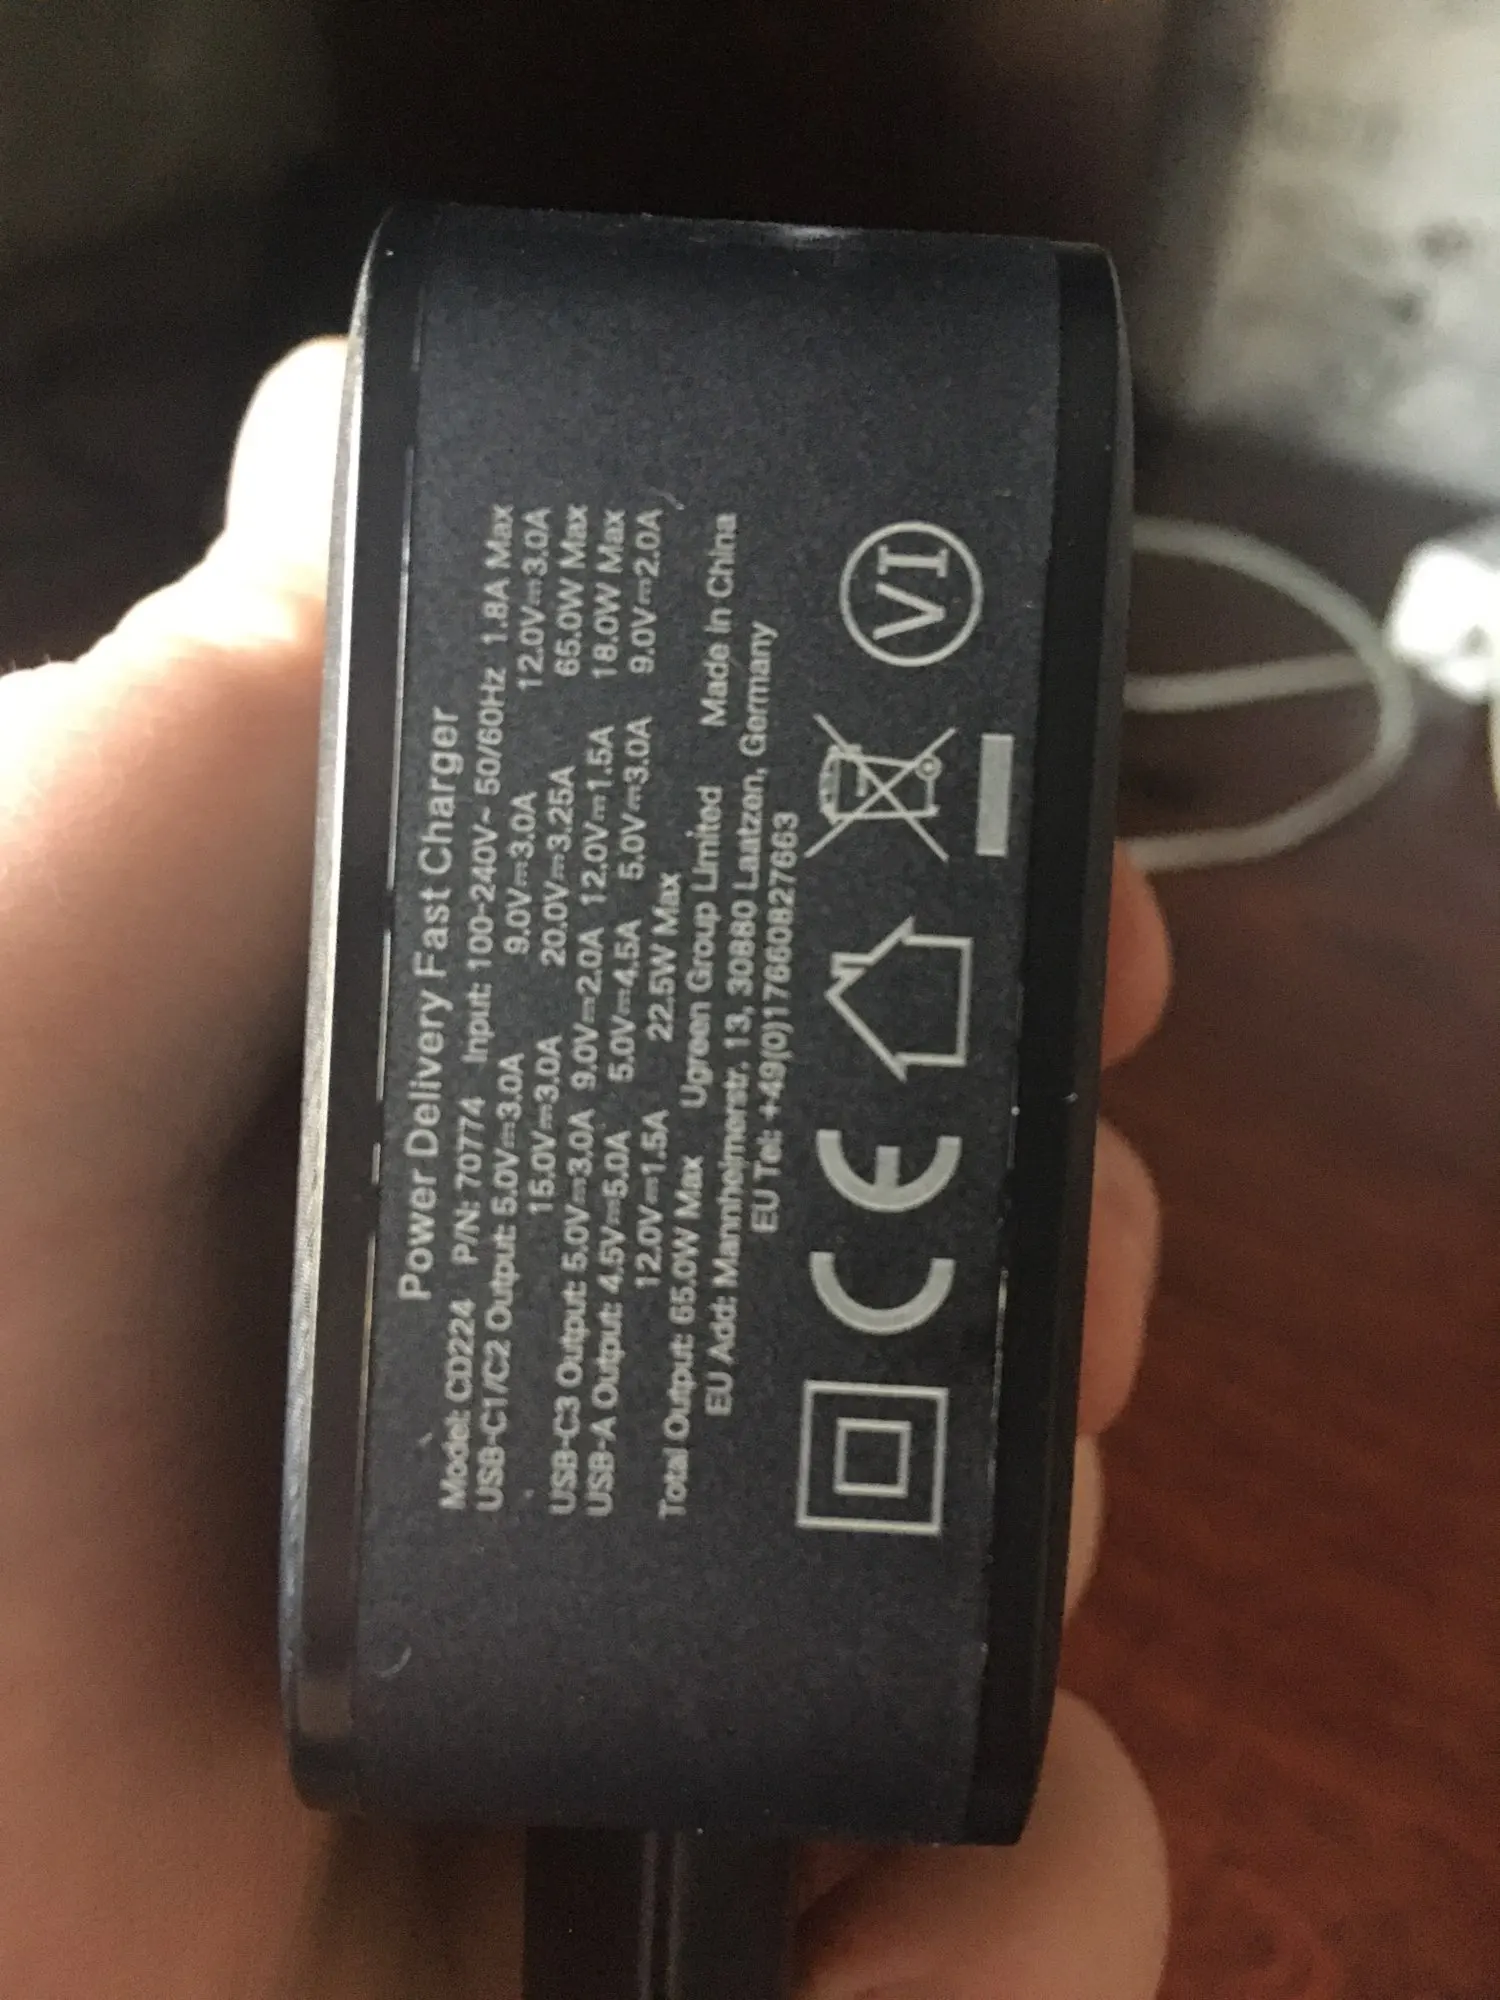 Power Delivery Fast Charger
Model: CD224 P/N: 70774 Input: 100-240V~ 50/60Hz 1.8A Max
USB-C1/C2 Output: 5.0V⎓3.0A 9.0V⎓3.0A 12.0V⎓3.0A
15.0V⎓3.0A 20.0V⎓3.25A 65.0W Max
USB-C3 Output: 5.0V⎓3.0A 9.0V⎓2.0A 12.0V⎓1.5A 18.0W Max
USB-A Output: 4.5V⎓5.0A 5.0V⎓4.5A 5.0V⎓3.0A 9.0V⎓2.0A
12.0V⎓1.5A 22.5W Max
Total Output: 65.0W Max Ugreen Group Limited Made in China
EU Add: Mannheimerstr. 13, 30880 Laatzen, Germany
EU Tel: +49(0)17660827663
CE VI